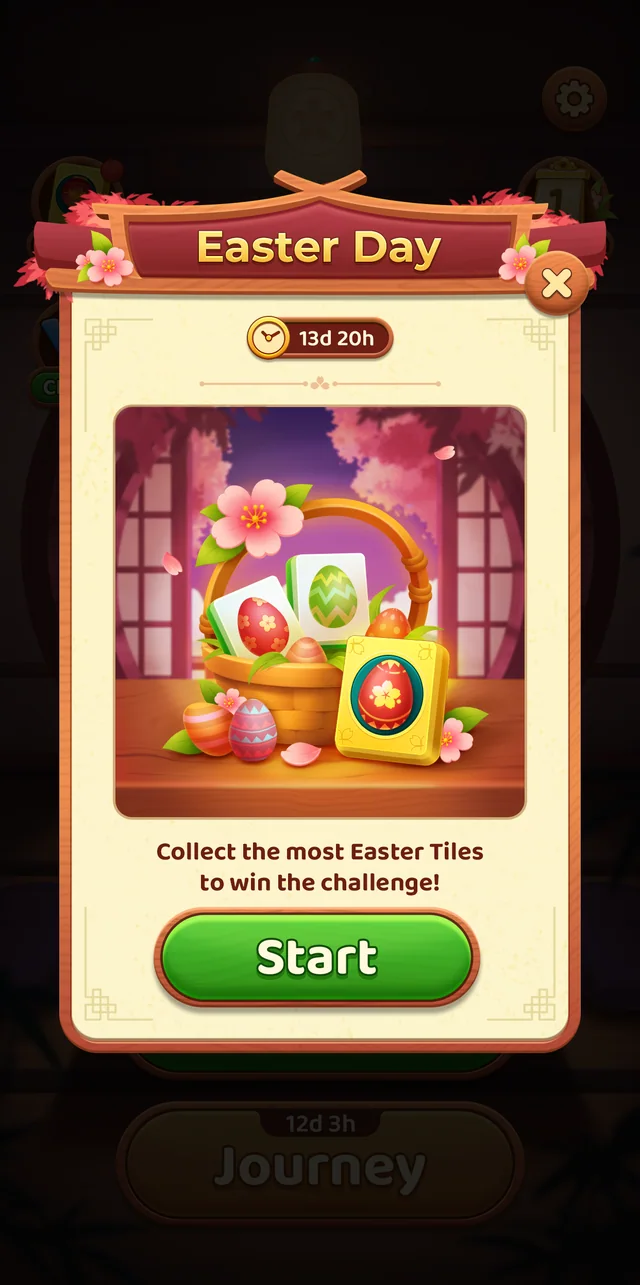 Easter Day
13d 20h
Collect the most Easter Tiles
to win the challenge!
Start
12d 3h
Journey